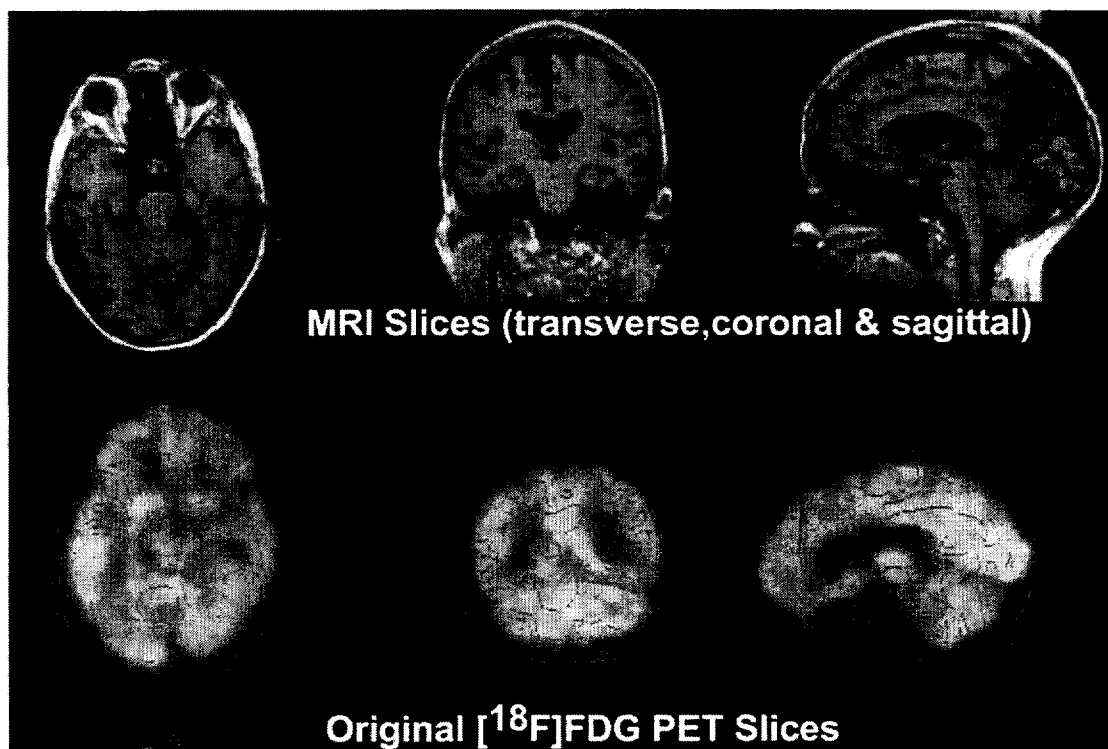 MRI Slices (transverse,coronal & sagittal)
Original [18F]FDG PET Slices